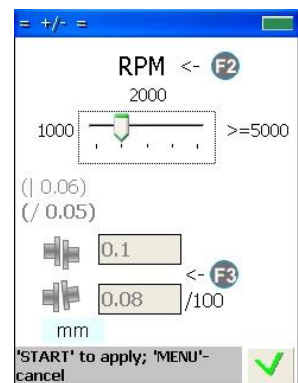 = +/- =
RPM <- F2
2000
1000 >=5000
(| 0.06)
(/ 0.05)
0.1
<- F3
0.08 /100
mm
'START' to apply; 'MENU'-
cancel